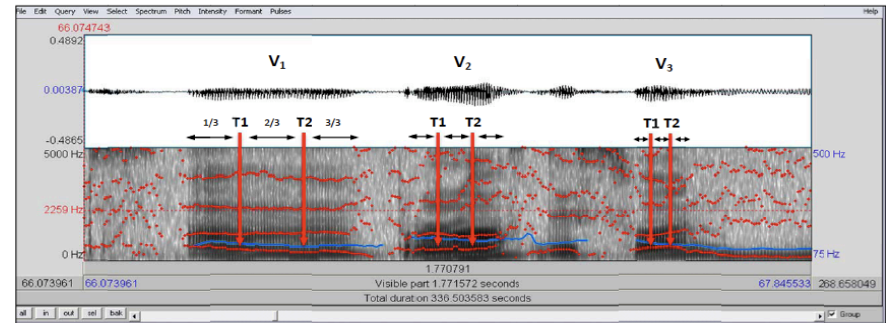 File Edit Query View Select Spectrum Pitch Intensity Formant Pulses Help
66.074743
0.4892
V1 V2 V3
0.00387
1/3 T1 2/3 T2 3/3 T1 T2 T1 T2
-0.4865
5000 Hz 500 Hz
2259 Hz
0 Hz 75 Hz
1.770791
66.073961 66.073961 Visible part 1.771572 seconds 67.845533 268.658049
Total duration 336.503583 seconds
all in out sel bak Group